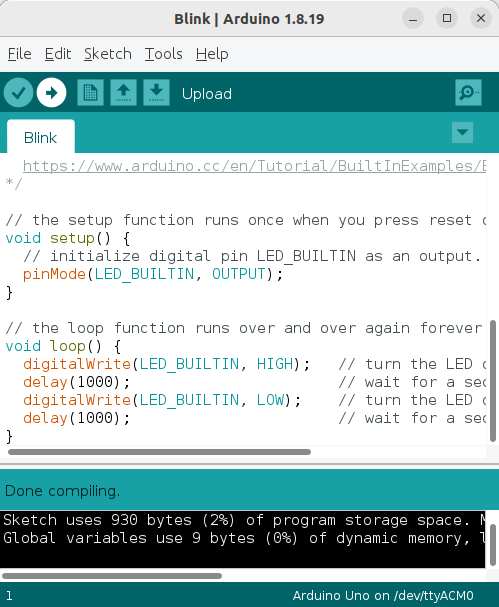 Blink | Arduino 1.8.19
File Edit Sketch Tools Help
Upload
Blink
https://www.arduino.cc/en/Tutorial/BuiltInExamples/
*/
// the setup function runs once when you press reset
void setup() {
  // initialize digital pin LED_BUILTIN as an output.
  pinMode(LED_BUILTIN, OUTPUT);
}
// the loop function runs over and over again forever
void loop() {
  digitalWrite(LED_BUILTIN, HIGH);   // turn the LED
  delay(1000);                       // wait for a sec
  digitalWrite(LED_BUILTIN, LOW);    // turn the LED
  delay(1000);                       // wait for a sec
}
Done compiling.
Sketch uses 930 bytes (2%) of program storage space. M
Global variables use 9 bytes (0%) of dynamic memory, l
1 Arduino Uno on /dev/ttyACM0